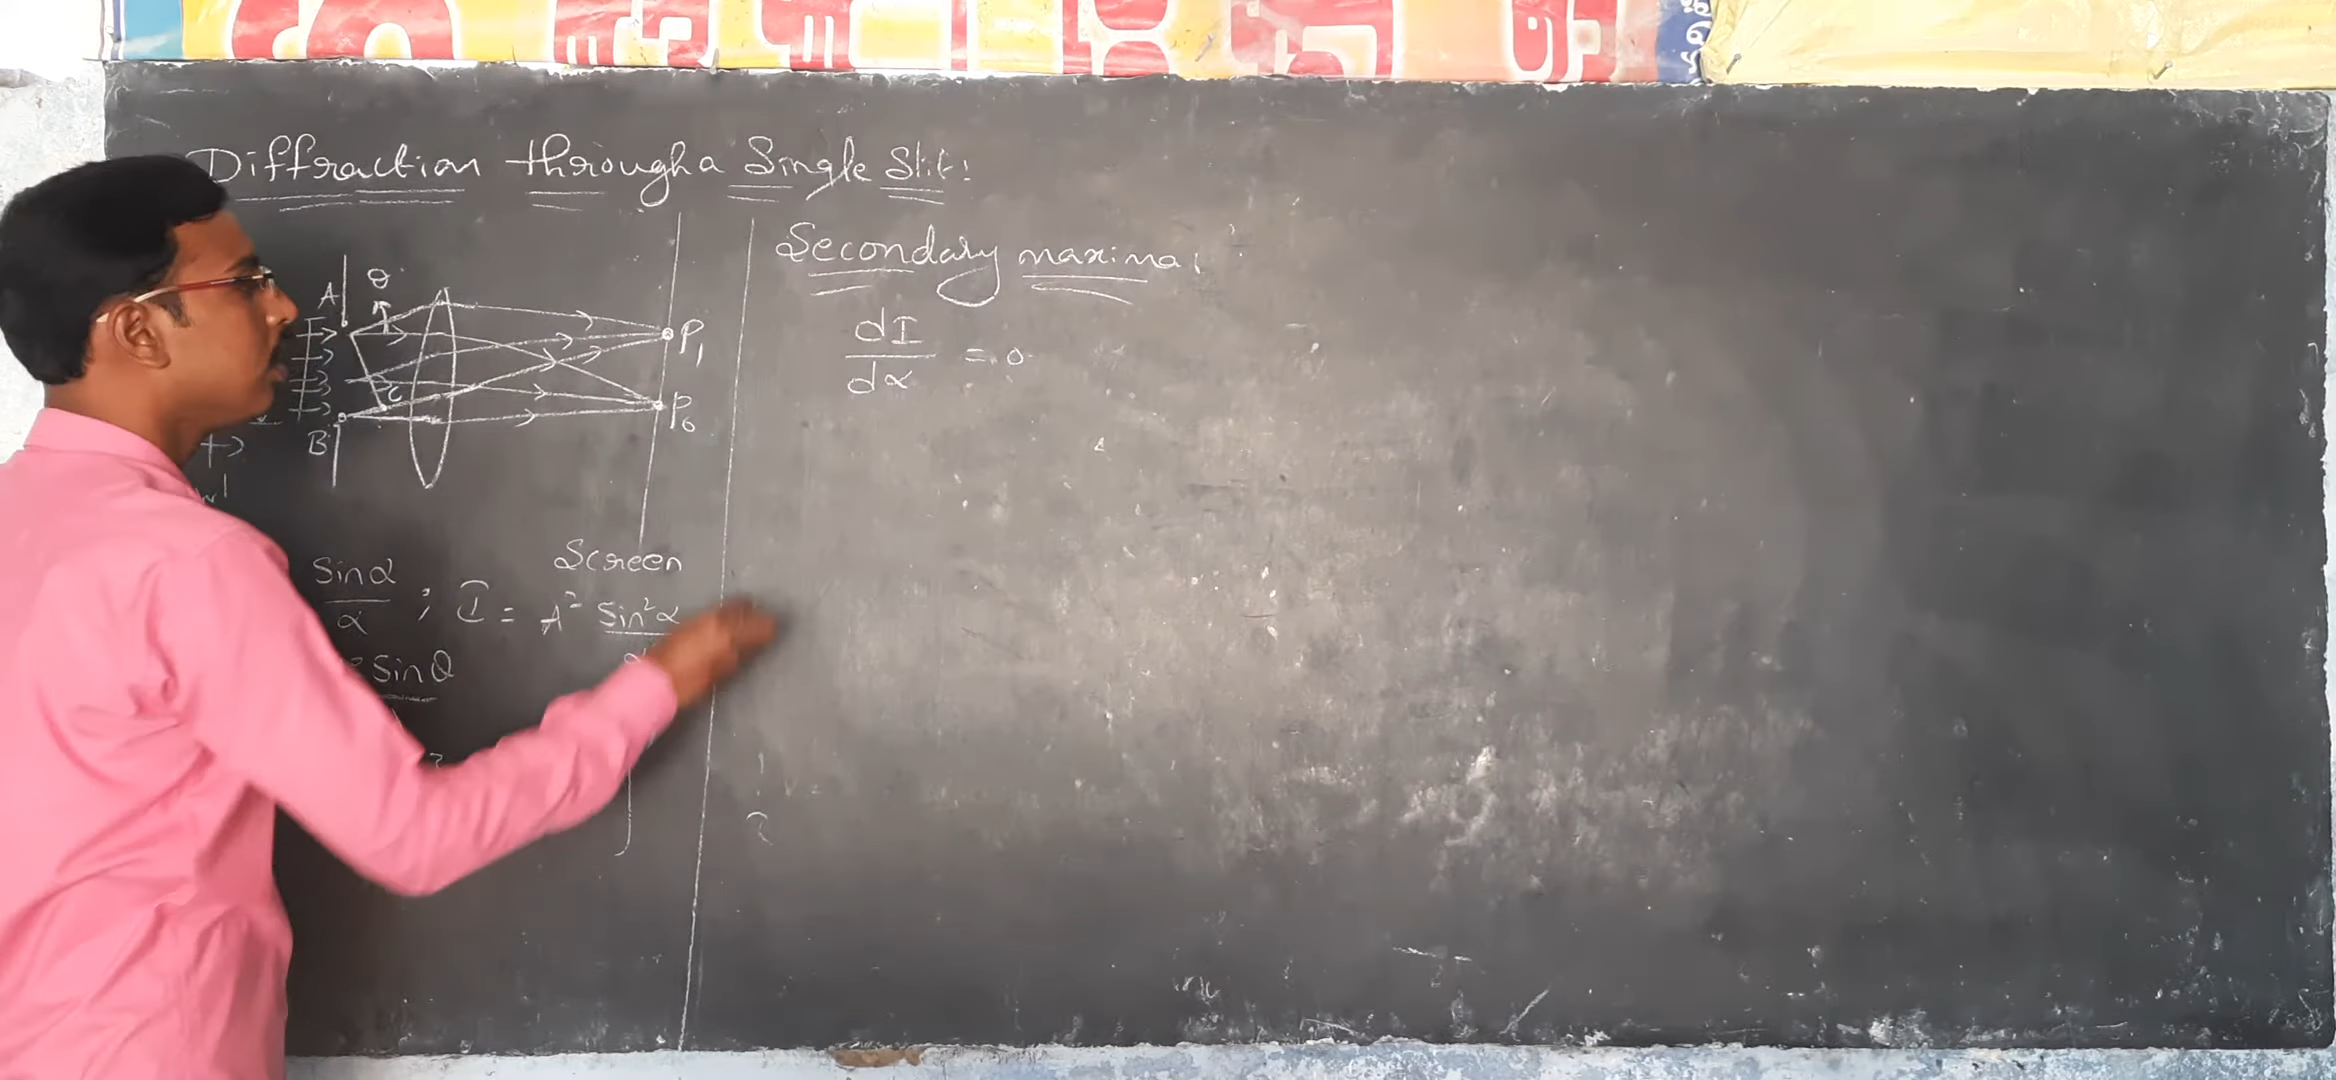 Diffraction through a Single Slit:
A
θ
P1
C
P0
B
Screen
Sinα
α
; I = A² Sin²α
Sinθ
Secondary maxima:
dI
dα
= 0